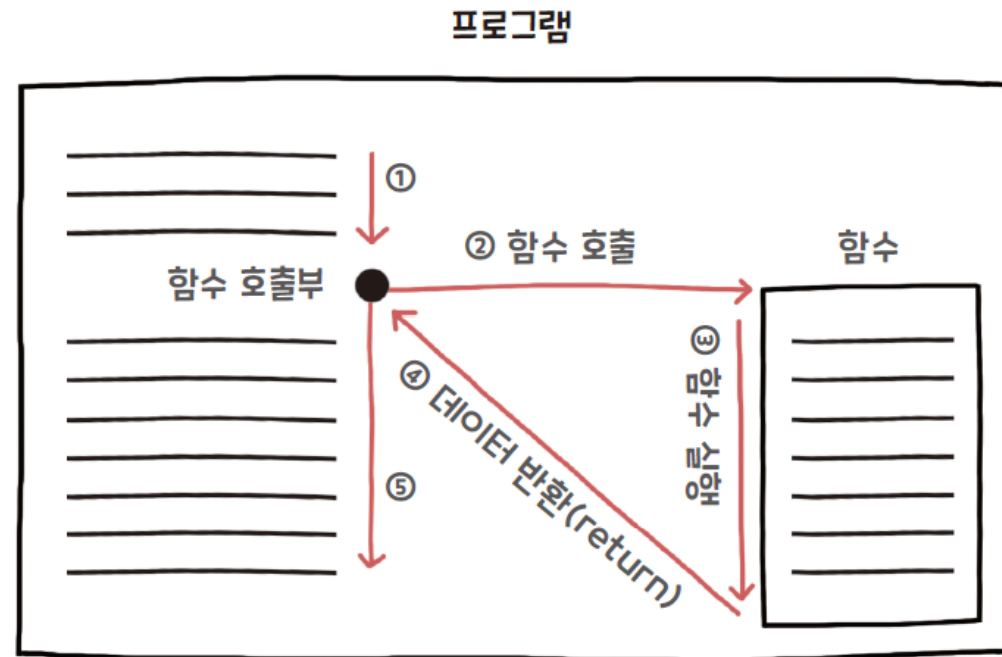 프로그램
①
② 함수 호출
함수
함수 호출부
③ 함수 실행
④ 데이터 반환(return)
⑤